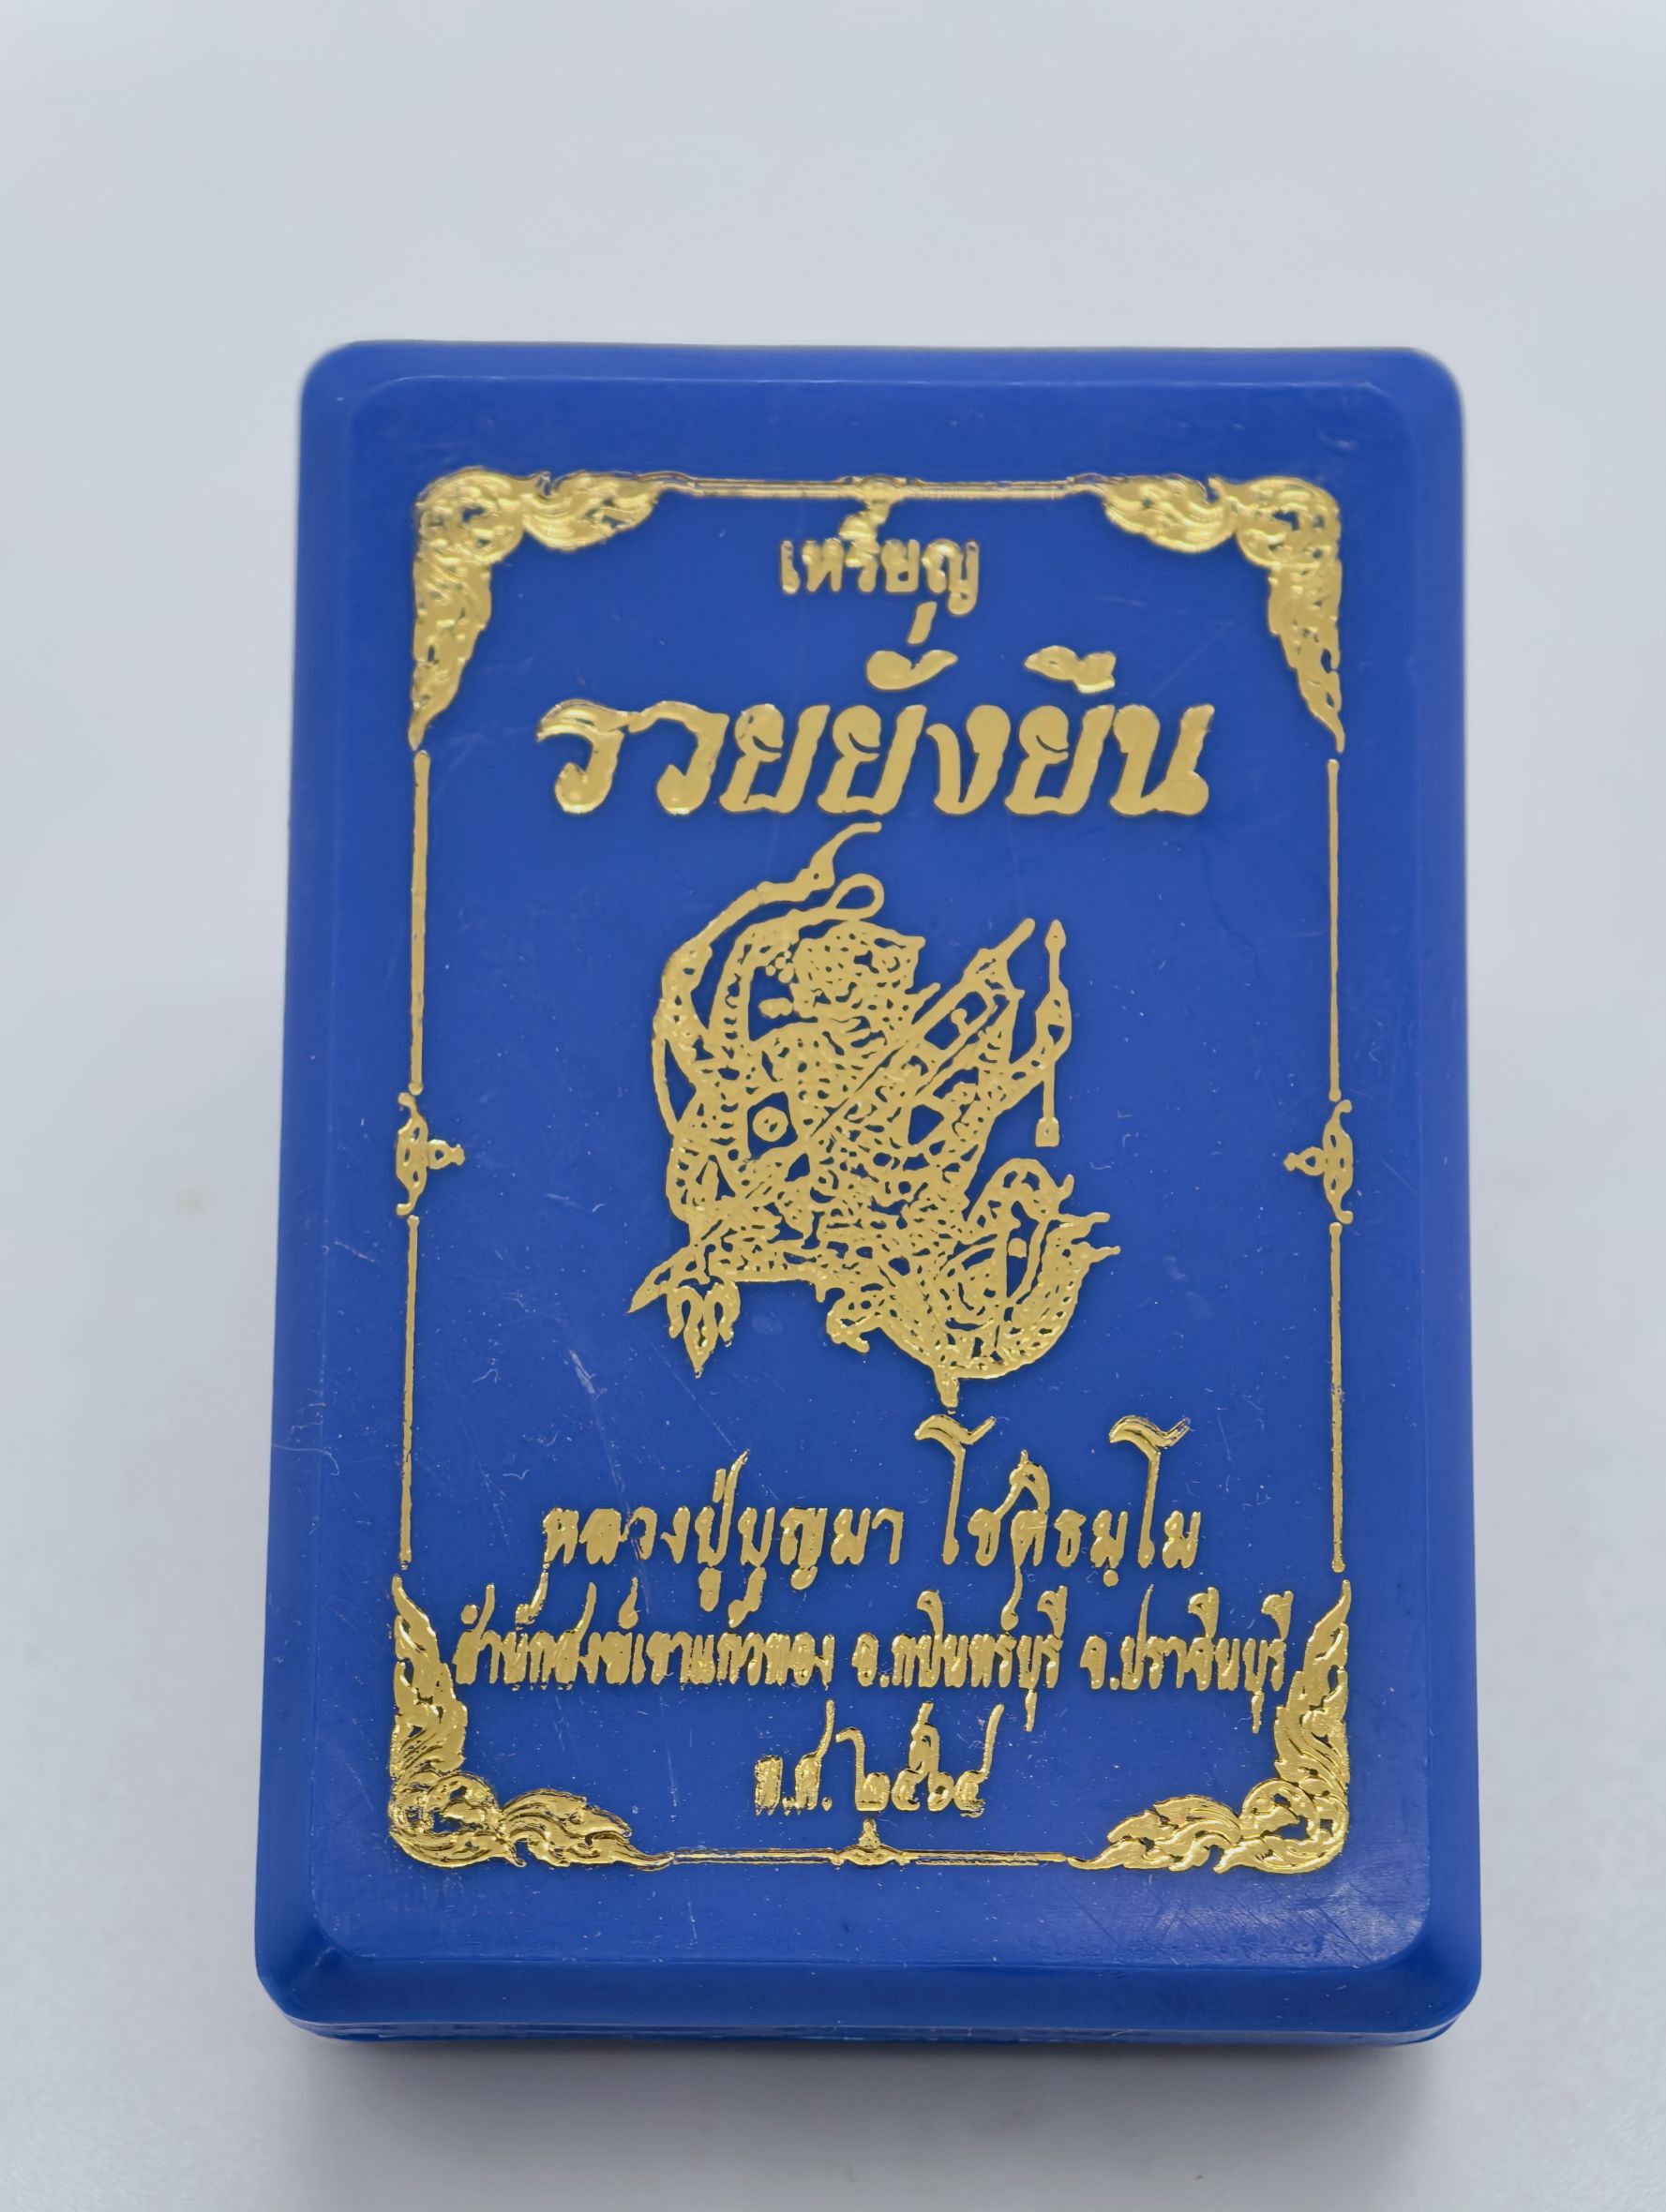 เหรียญ
รวยยั่งยืน
หลวงปู่บุญมา โชติธมฺโม
สำนักสงฆ์เขาแก้วทอง อ.กบินทร์บุรี จ.ปราจีนบุรี
พ.ศ. ๒๕๖๔